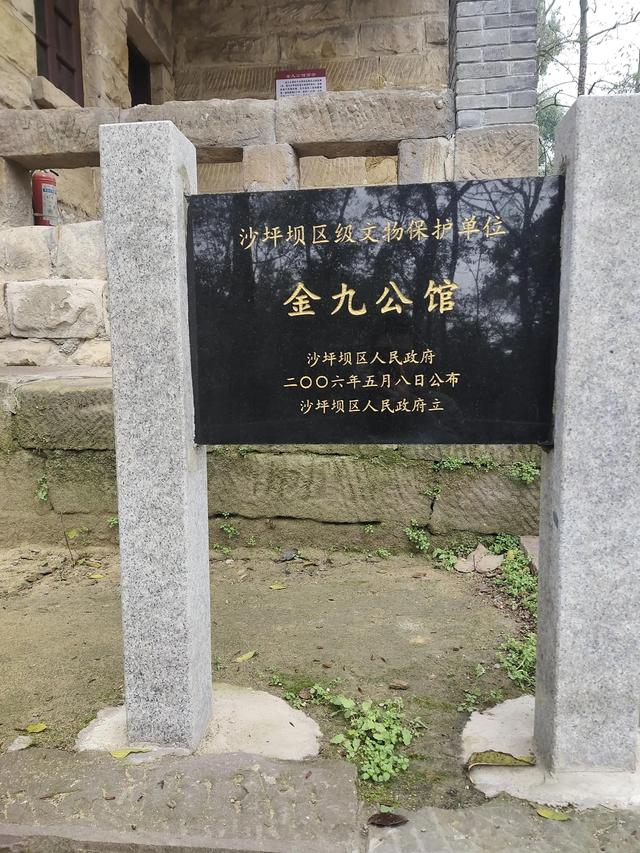 沙坪坝区级文物保护单位
金九公馆
沙坪坝区人民政府
二〇〇六年五月八日公布
沙坪坝区人民政府立